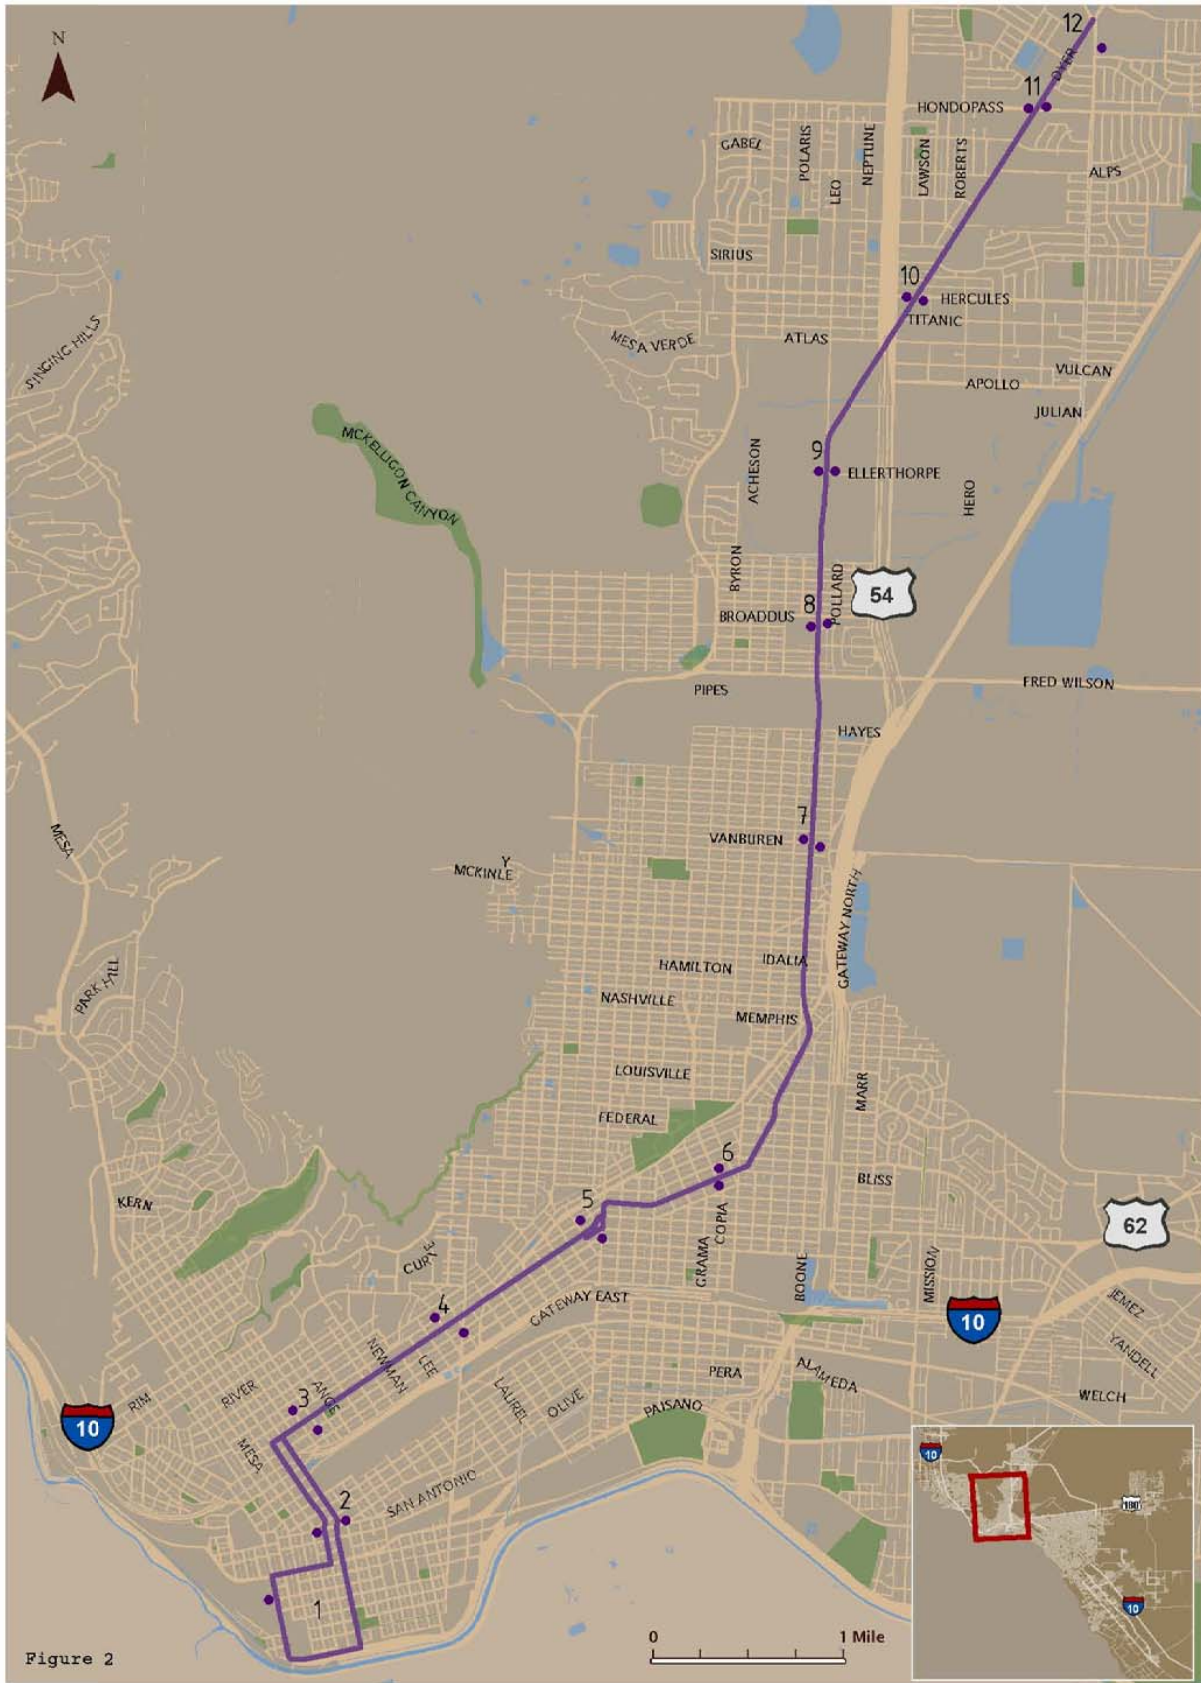 N
12
DYER
11
HONDOPASS
GABEL
POLARIS
LEO
NEPTUNE
LAWSON
ROBERTS
ALPS
SIRIUS
10
HERCULES
TITANIC
SINGING HILLS
MESA VERDE
ATLAS
VULCAN
APOLLO
JULIAN
MCKELLIGON CANYON
9
ELLERTHORPE
ACHESON
HERO
BYRON
POLLARD
54
8
BROADDUS
PIPES
FRED WILSON
HAYES
7
VANBUREN
MESA
MCKINLEY
GATEWAY NORTH
IDALIA
HAMILTON
PARK HILL
NASHVILLE
MEMPHIS
LOUISVILLE
MARR
FEDERAL
6
BLISS
KERN
5
COPIA
62
CURIE
GRAMA
BOONE
MISSION
4
GATEWAY EAST
10
JEMEZ
NEWMAN
LEE
YANDELL
PERA
ALAMEDA
RIM
RIVER
ANGE
LAUREL
OLIVE
PAISANO
WELCH
3
10
MESA
SAN ANTONIO
2
10
180
1
10
0 1 Mile
Figure 2